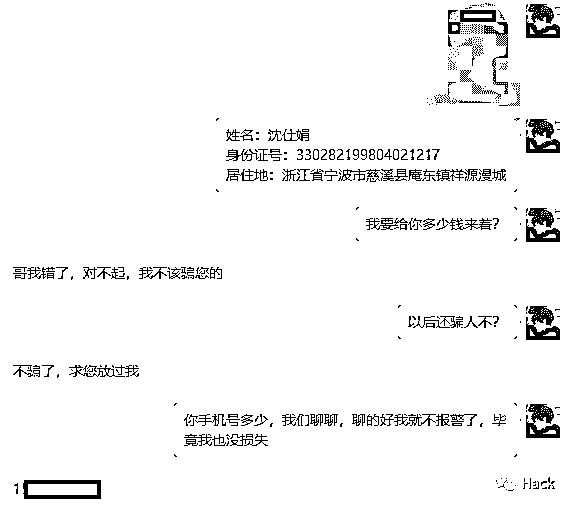 姓名：沈仕娟
身份证号：330282199804021217
居住地：浙江省宁波市慈溪县庵东镇祥源漫城
我要给你多少钱来着？
哥我错了，对不起，我不该骗您的
以后还骗人不？
不骗了，求您放过我
你手机号多少，我们聊聊，聊的好我就不报警了，毕
竟我也没损失
1
Hack